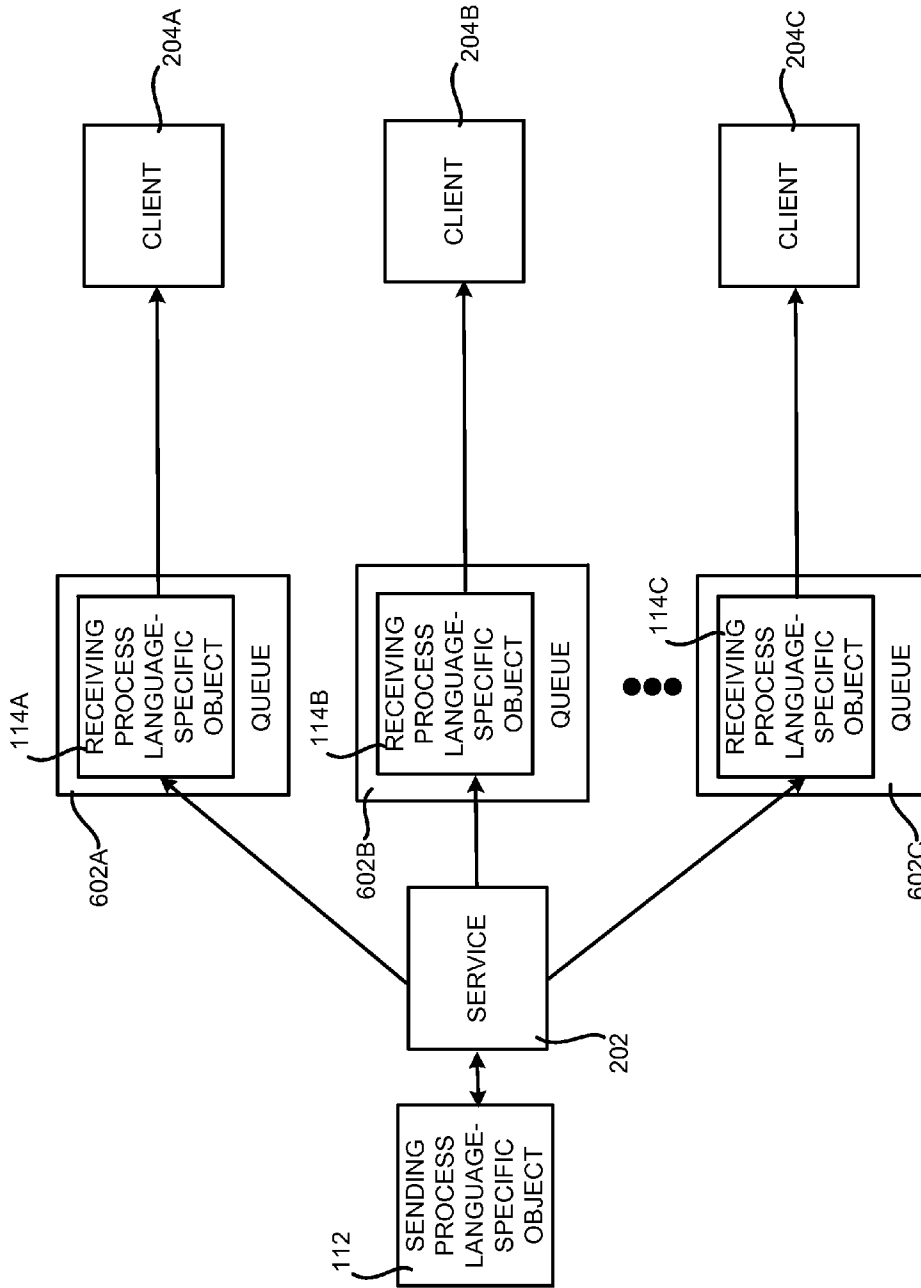 112
SENDING
PROCESS
LANGUAGE-
SPECIFIC
OBJECT
SERVICE
202
602A
114A
RECEIVING
PROCESS
LANGUAGE-
SPECIFIC
OBJECT
QUEUE
CLIENT
204A
602B
114B
RECEIVING
PROCESS
LANGUAGE-
SPECIFIC
OBJECT
QUEUE
CLIENT
204B
602C
114C
RECEIVING
PROCESS
LANGUAGE-
SPECIFIC
OBJECT
QUEUE
CLIENT
204C